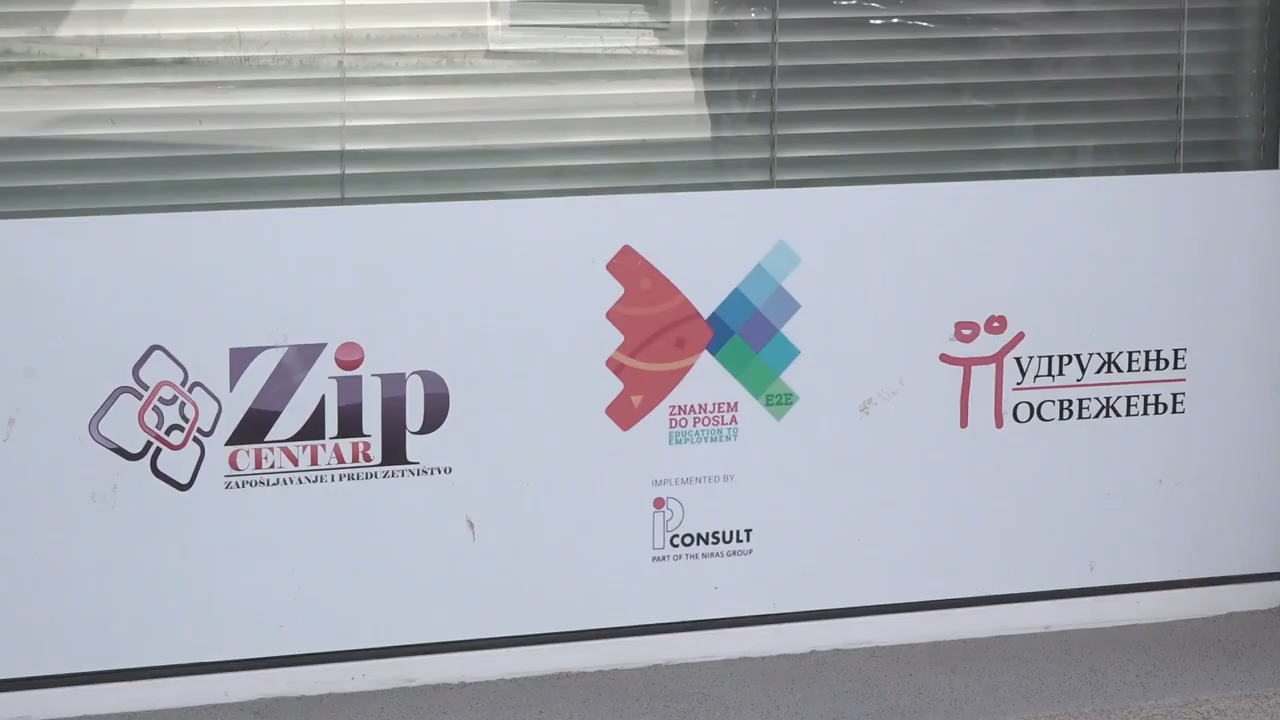 Zip
CENTAR
ZAPOŠLJAVANJE I PREDUZETNIŠTVO
E2E
ZNANJEM
DO POSLA
EDUCATION TO
EMPLOYMENT
IMPLEMENTED BY
iP CONSULT
PART OF THE NIRAS GROUP
УДРУЖЕЊЕ
ОСВЕЖЕЊЕ